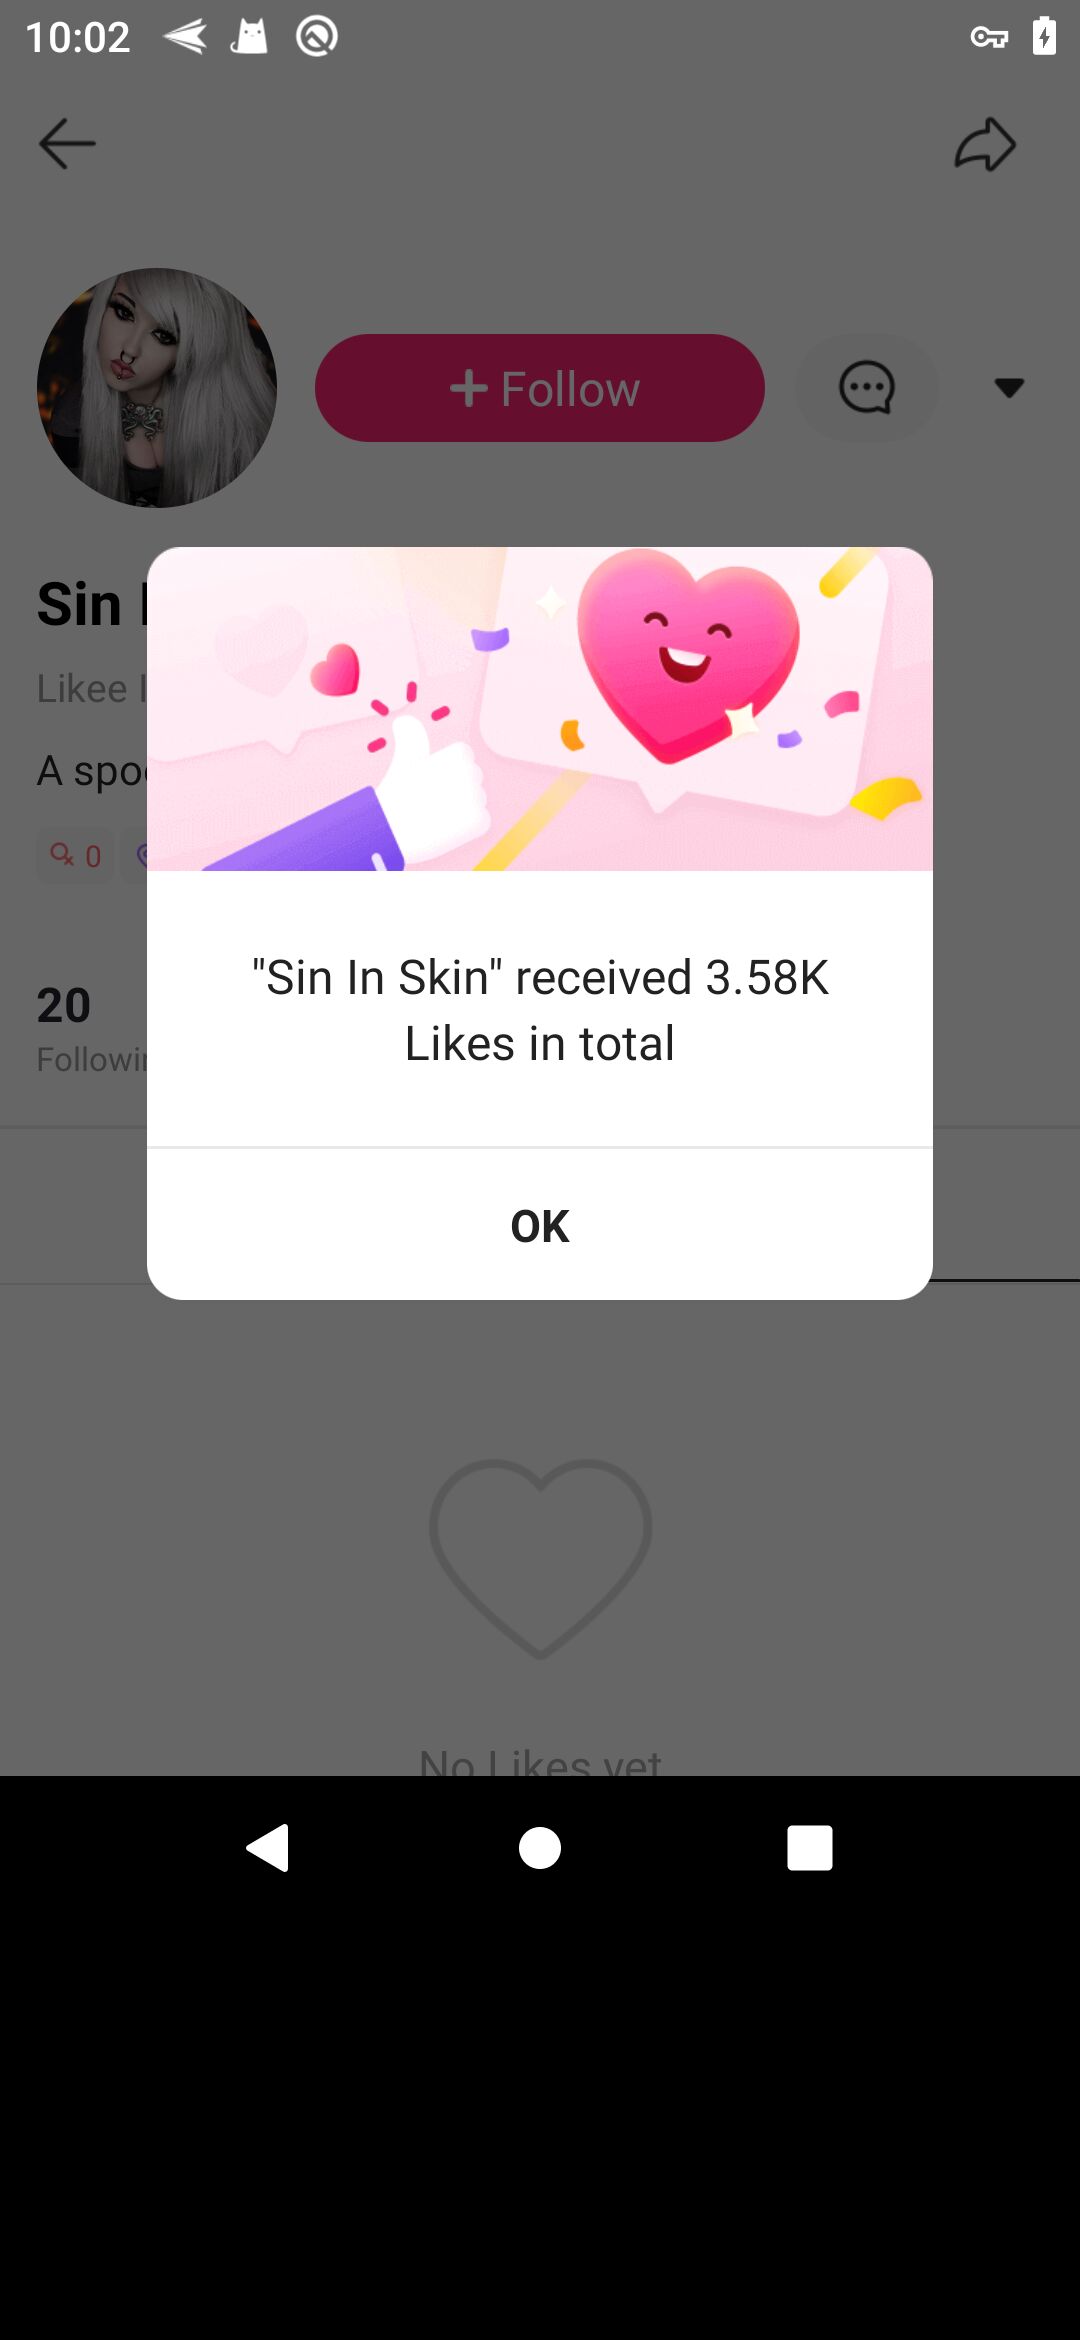 10:02
Follow
Sin
Likee
A spo
0
"Sin In Skin" received 3.58K
Likes in total
20
Followin
OK
No Likes yet